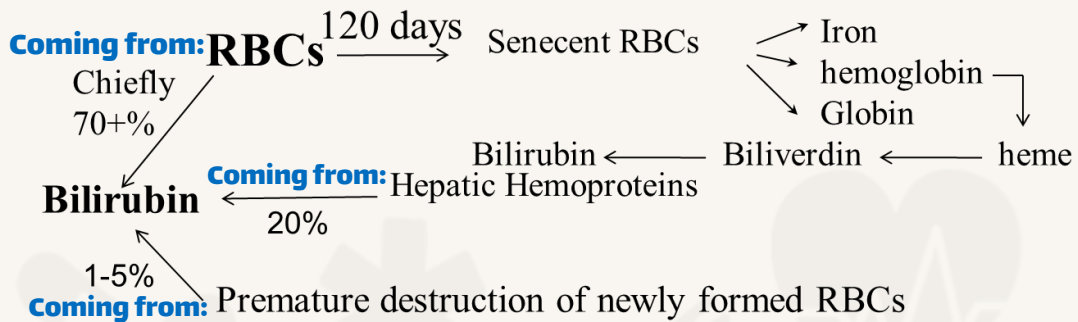 Coming from: RBCs 120 days Senecent RBCs
Iron
hemoglobin
Globin
Chiefly
70+%
Bilirubin Biliverdin heme
Coming from: Hepatic Hemoproteins
Bilirubin
20%
1-5%
Coming from: Premature destruction of newly formed RBCs